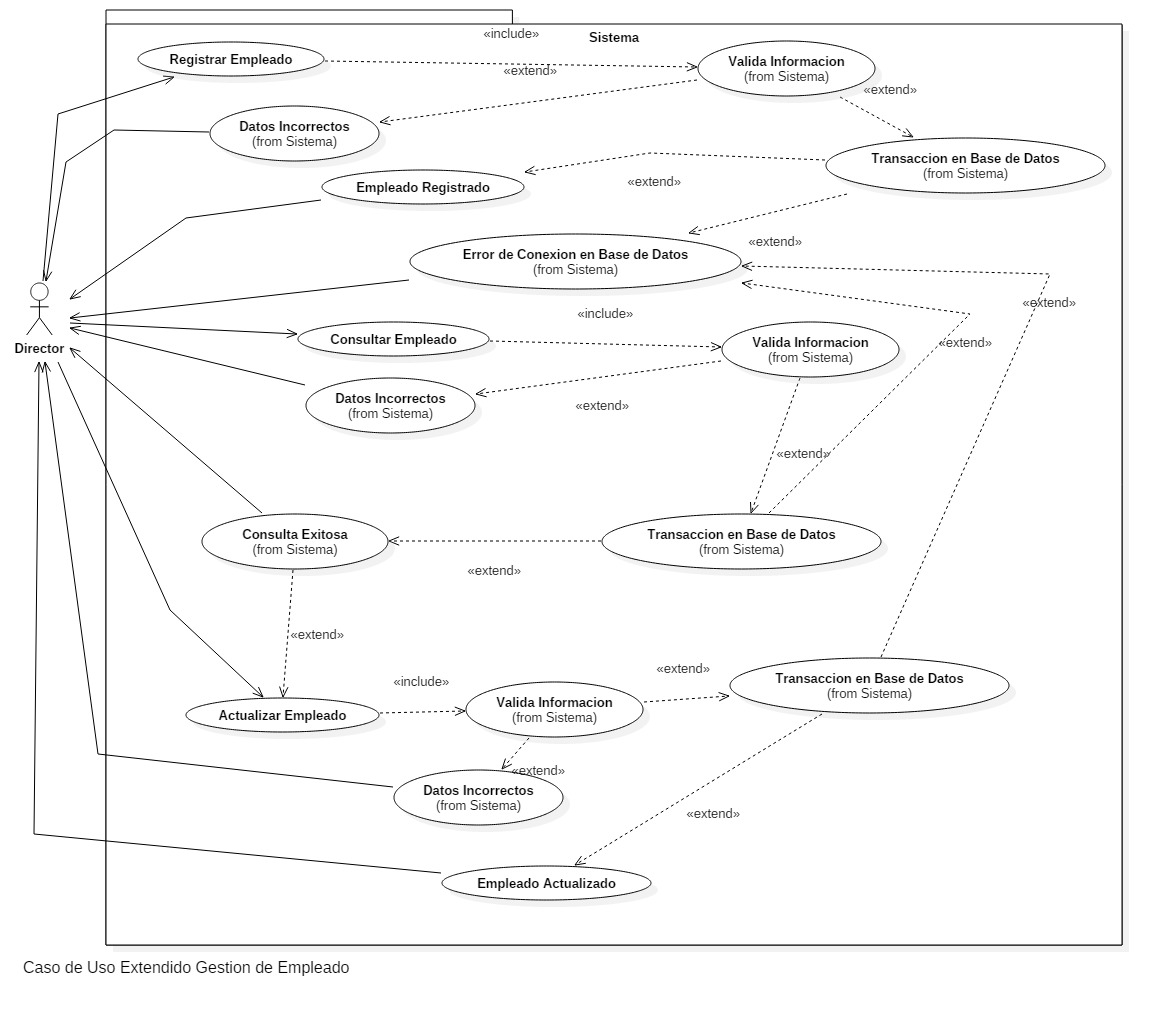 «include»
Sistema
Registrar Empleado
Valida Informacion
(from Sistema)
«extend»
«extend»
Datos Incorrectos
(from Sistema)
Transaccion en Base de Datos
(from Sistema)
Empleado Registrado
«extend»
«extend»
Error de Conexion en Base de Datos
(from Sistema)
«extend»
«include»
Consultar Empleado
Valida Informacion
(from Sistema)
«extend»
Director
Datos Incorrectos
(from Sistema)
«extend»
«extend»
Consulta Exitosa
(from Sistema)
Transaccion en Base de Datos
(from Sistema)
«extend»
«extend»
«extend»
«include»
Transaccion en Base de Datos
(from Sistema)
Actualizar Empleado
Valida Informacion
(from Sistema)
«extend»
Datos Incorrectos
(from Sistema)
«extend»
Empleado Actualizado
Caso de Uso Extendido Gestion de Empleado